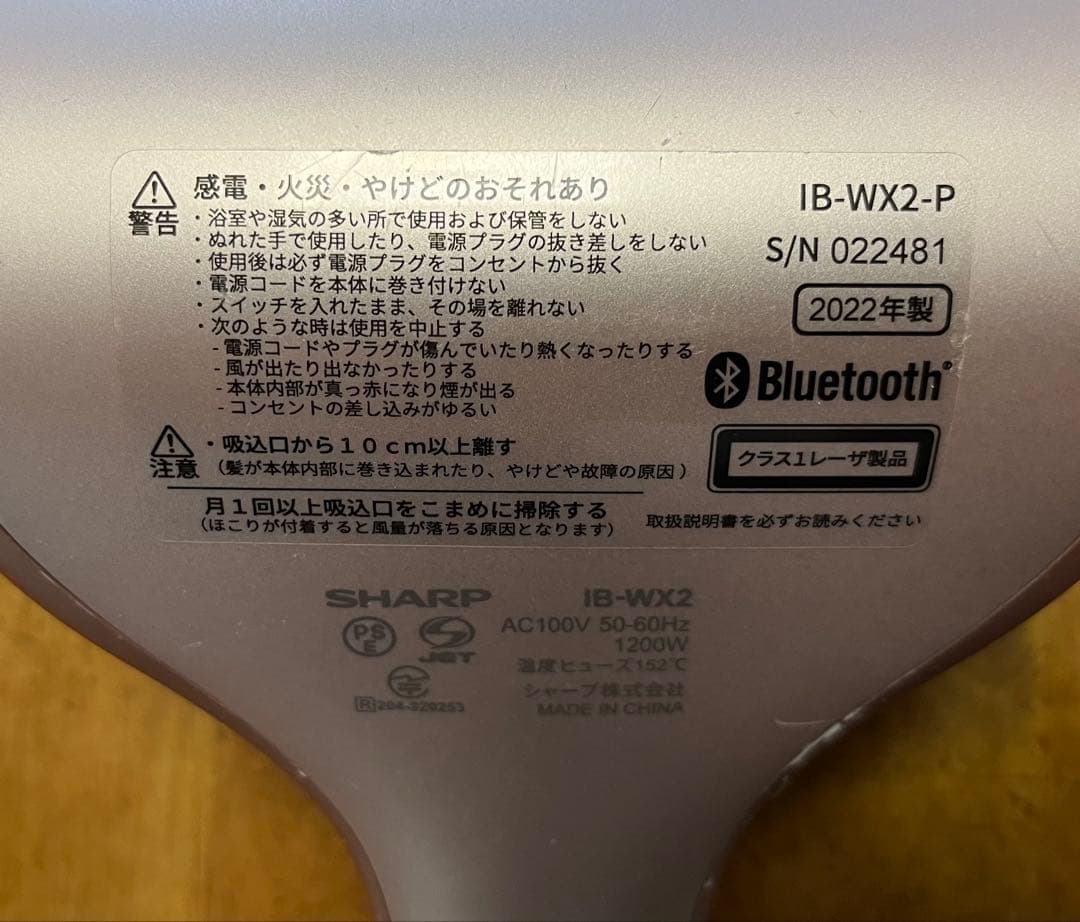 警告
感電・火災・やけどのおそれあり
・浴室や湿気の多い所で使用および保管をしない
・ぬれた手で使用したり、電源プラグの抜き差しをしない
・使用後は必ず電源プラグをコンセントから抜く
・電源コードを本体に巻き付けない
・スイッチを入れたまま、その場を離れない
・次のような時は使用を中止する
- 電源コードやプラグが傷んでいたり熱くなったりする
- 風が出たり出なかったりする
- 本体内部が真っ赤になり煙が出る
- コンセントの差し込みがゆるい
注意
・吸込口から10cm以上離す
（髪が本体内部に巻き込まれたり、やけどや故障の原因）
月1回以上吸込口をこまめに掃除する
（ほこりが付着すると風量が落ちる原因となります）
IB-WX2-P
S/N 022481
2022年製
Bluetooth®
クラス1レーザ製品
取扱説明書を必ずお読みください
SHARP
IB-WX2
PSE
JET
AC100V 50-60Hz
1200W
温度ヒューズ152℃
シャープ株式会社
MADE IN CHINA
R 204-320253